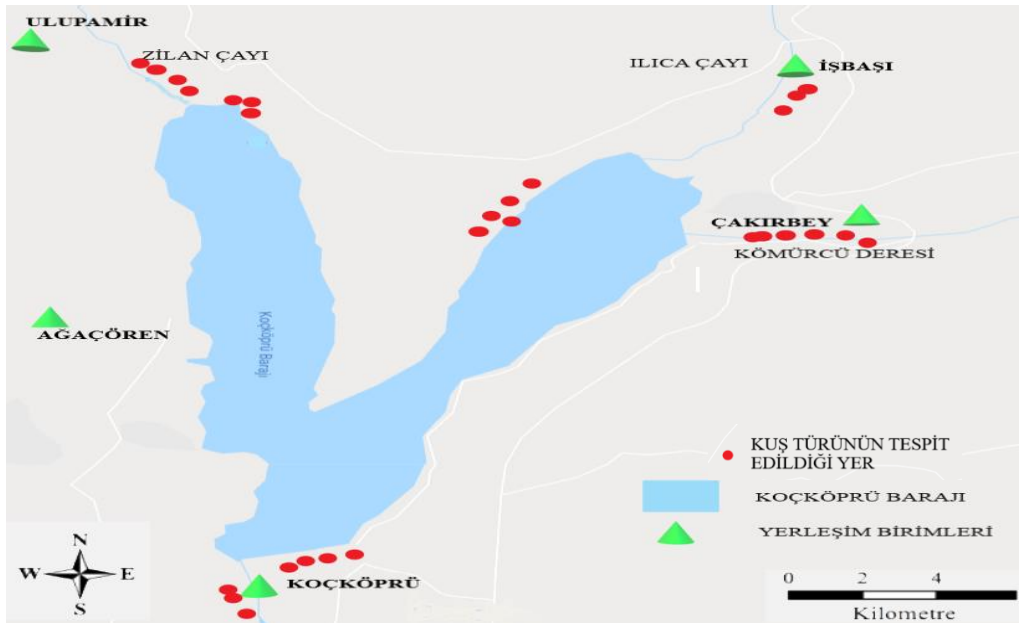 ULUPAMİR
ZİLAN ÇAYI
ILICA ÇAYI
İŞBAŞI
ÇAKIRBEY
KÖMÜRCÜ DERESİ
AĞAÇÖREN
Koçköprü Barajı
KUŞ TÜRÜNÜN TESPİT
EDİLDİĞİ YER
KOÇKÖPRÜ BARAJI
YERLEŞİM BİRİMLERİ
N
W E
S
KOÇKÖPRÜ
0 2 4
Kilometre